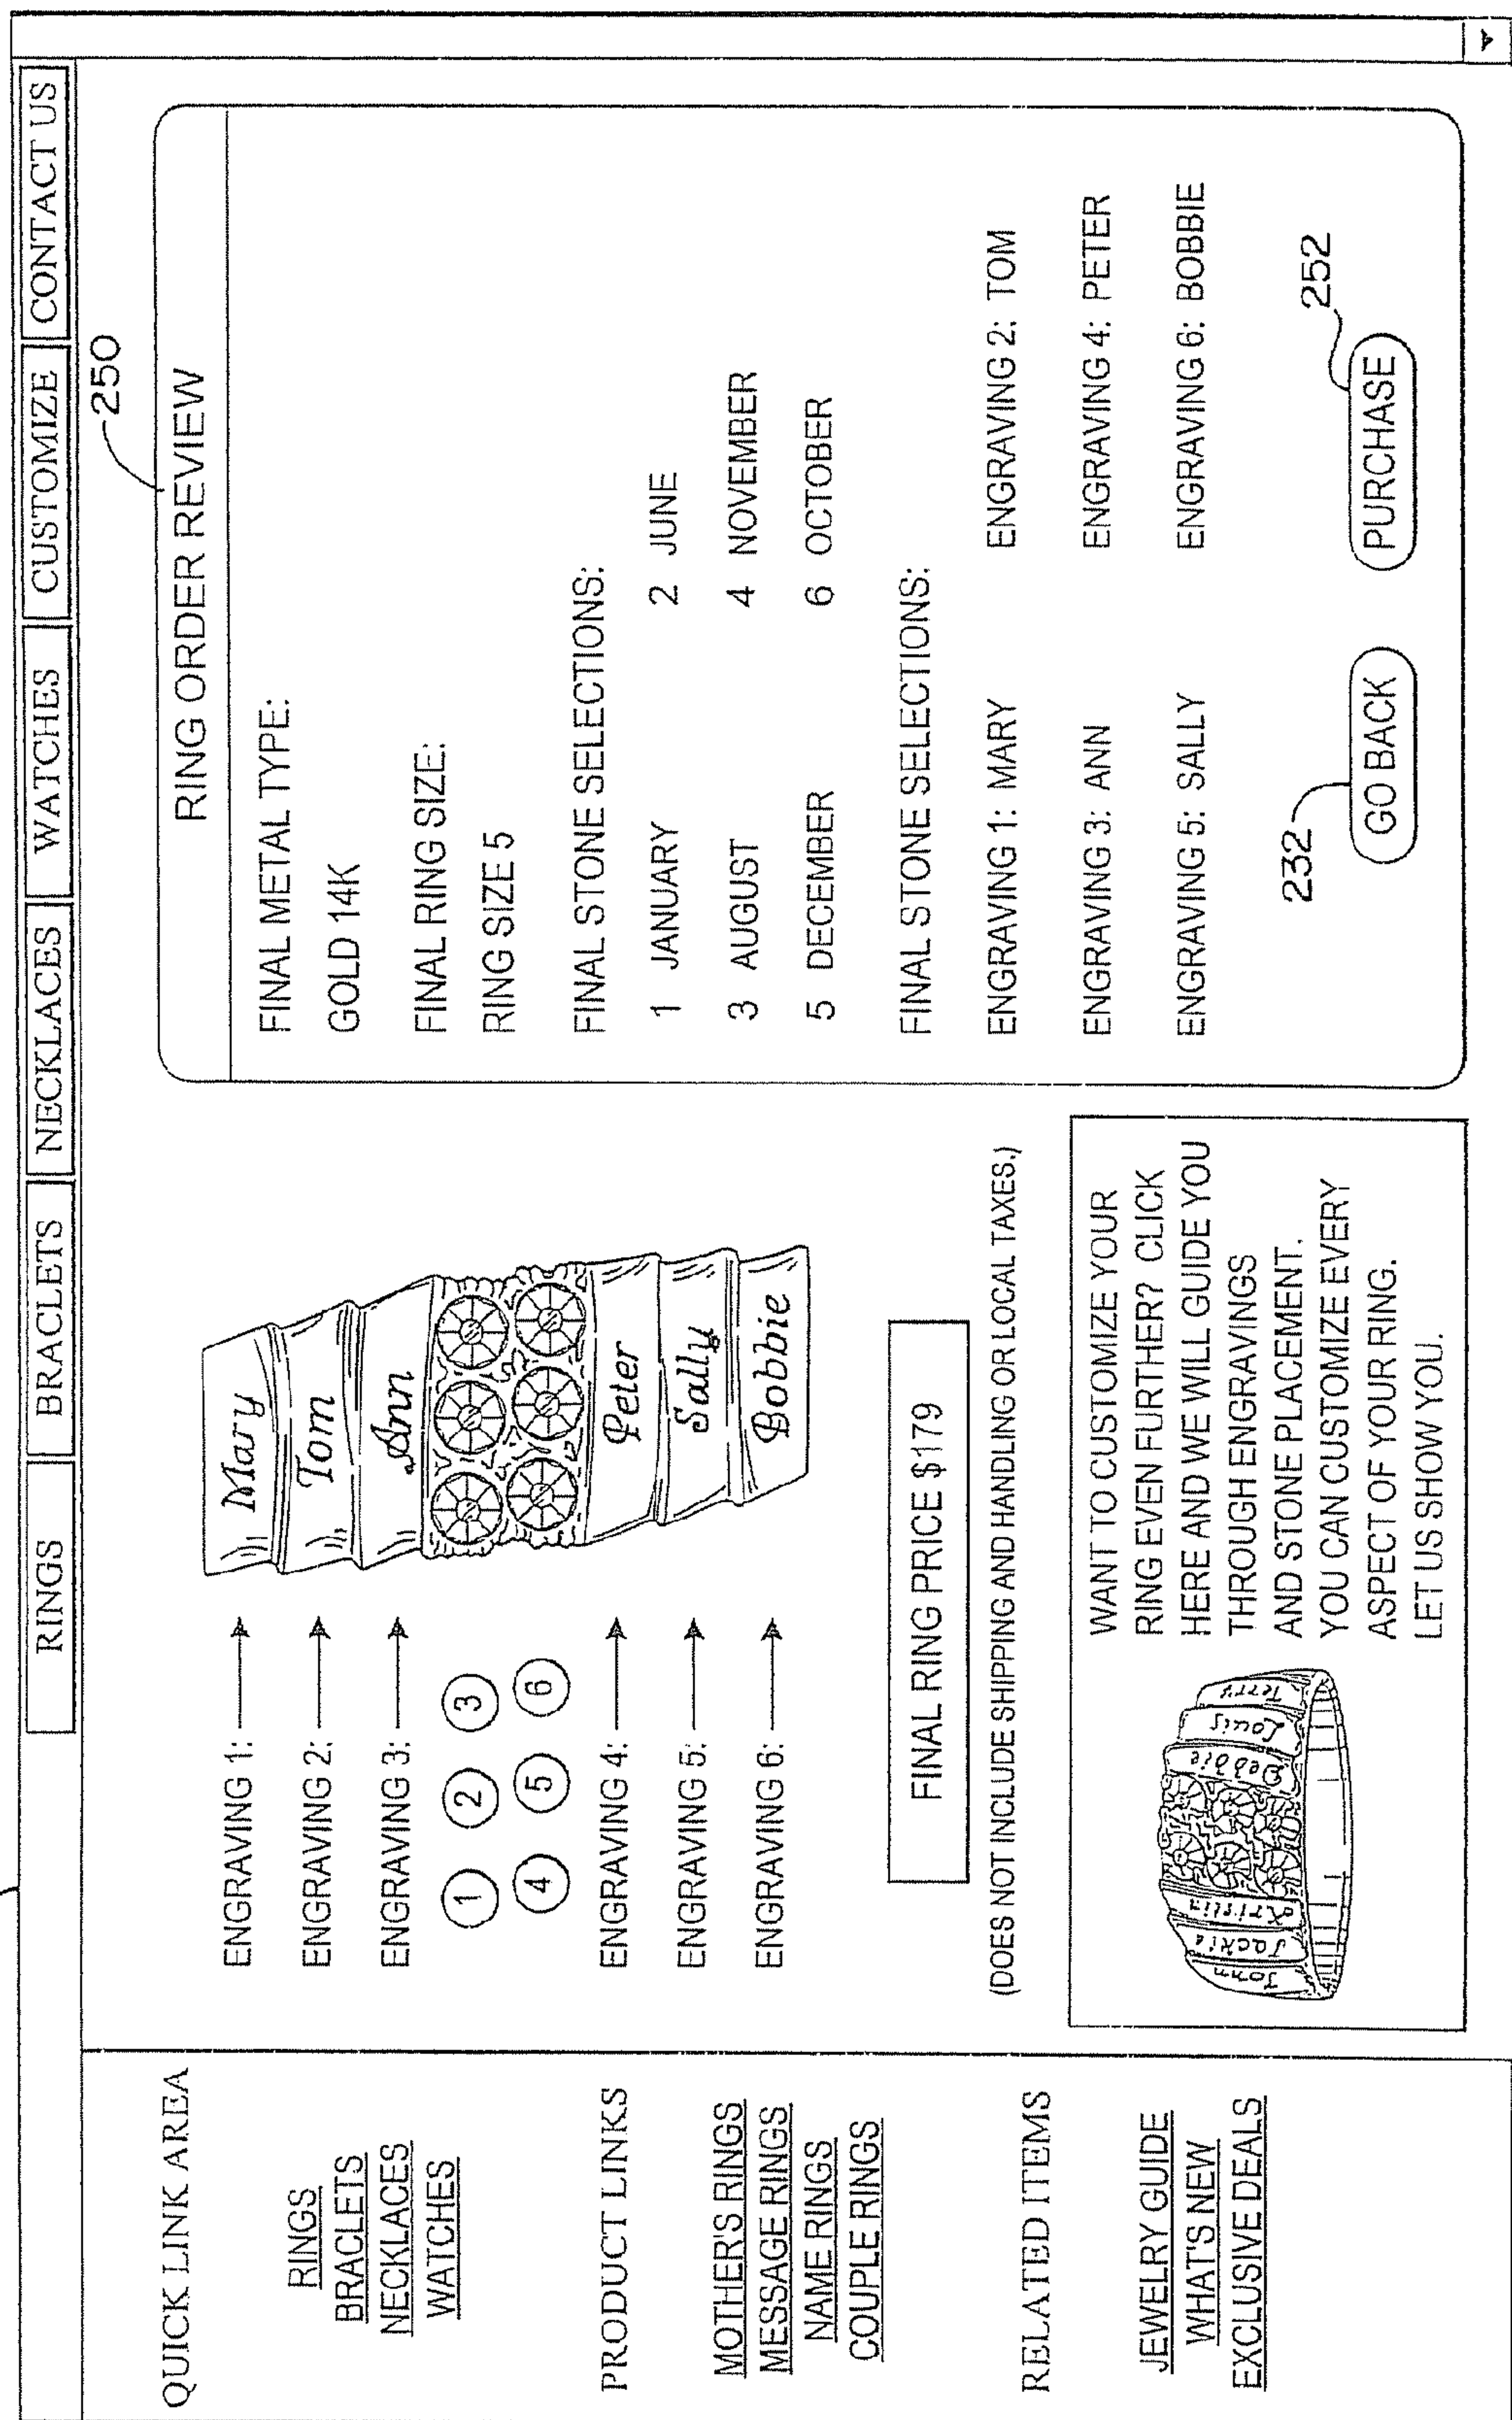 RINGS BRACLETS NECKLACES WATCHES CUSTOMIZE CONTACT US
QUICK LINK AREA
RINGS
BRACLETS
NECKLACES
WATCHES
PRODUCT LINKS
MOTHER'S RINGS
MESSAGE RINGS
NAME RINGS
COUPLE RINGS
RELATED ITEMS
JEWELRY GUIDE
WHAT'S NEW
EXCLUSIVE DEALS
ENGRAVING 1: Mary
ENGRAVING 2: Tom
ENGRAVING 3: Ann
1 2 3
4 5 6
ENGRAVING 4: Peter
ENGRAVING 5: Sally
ENGRAVING 6: Bobbie
FINAL RING PRICE $179
(DOES NOT INCLUDE SHIPPING AND HANDLING OR LOCAL TAXES.)
John Jackie Kristin Debbie Louis Terry
WANT TO CUSTOMIZE YOUR
RING EVEN FURTHER? CLICK
HERE AND WE WILL GUIDE YOU
THROUGH ENGRAVINGS
AND STONE PLACEMENT.
YOU CAN CUSTOMIZE EVERY
ASPECT OF YOUR RING.
LET US SHOW YOU.
250
RING ORDER REVIEW
FINAL METAL TYPE:
GOLD 14K
FINAL RING SIZE:
RING SIZE 5
FINAL STONE SELECTIONS:
1 JANUARY 2 JUNE
3 AUGUST 4 NOVEMBER
5 DECEMBER 6 OCTOBER
FINAL STONE SELECTIONS:
ENGRAVING 1: MARY ENGRAVING 2: TOM
ENGRAVING 3: ANN ENGRAVING 4: PETER
ENGRAVING 5: SALLY ENGRAVING 6: BOBBIE
232 252
GO BACK PURCHASE